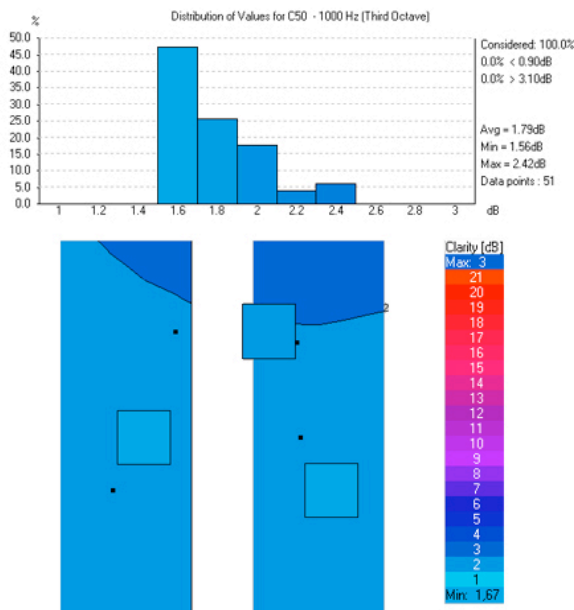 Distribution of Values for C50 - 1000 Hz (Third Octave)
%
50.0
45.0
40.0
35.0
30.0
25.0
20.0
15.0
10.0
5.0
0.0
1 1.2 1.4 1.6 1.8 2 2.2 2.4 2.6 2.8 3 dB
Considered: 100.0%
0.0% < 0.90dB
0.0% > 3.10dB
Avg = 1.79dB
Min = 1.56dB
Max = 2.42dB
Data points : 51
2
Clarity [dB]
Max: 3
21
20
19
18
17
16
15
14
13
12
11
10
9
8
7
6
5
4
3
2
1
Min: 1,67